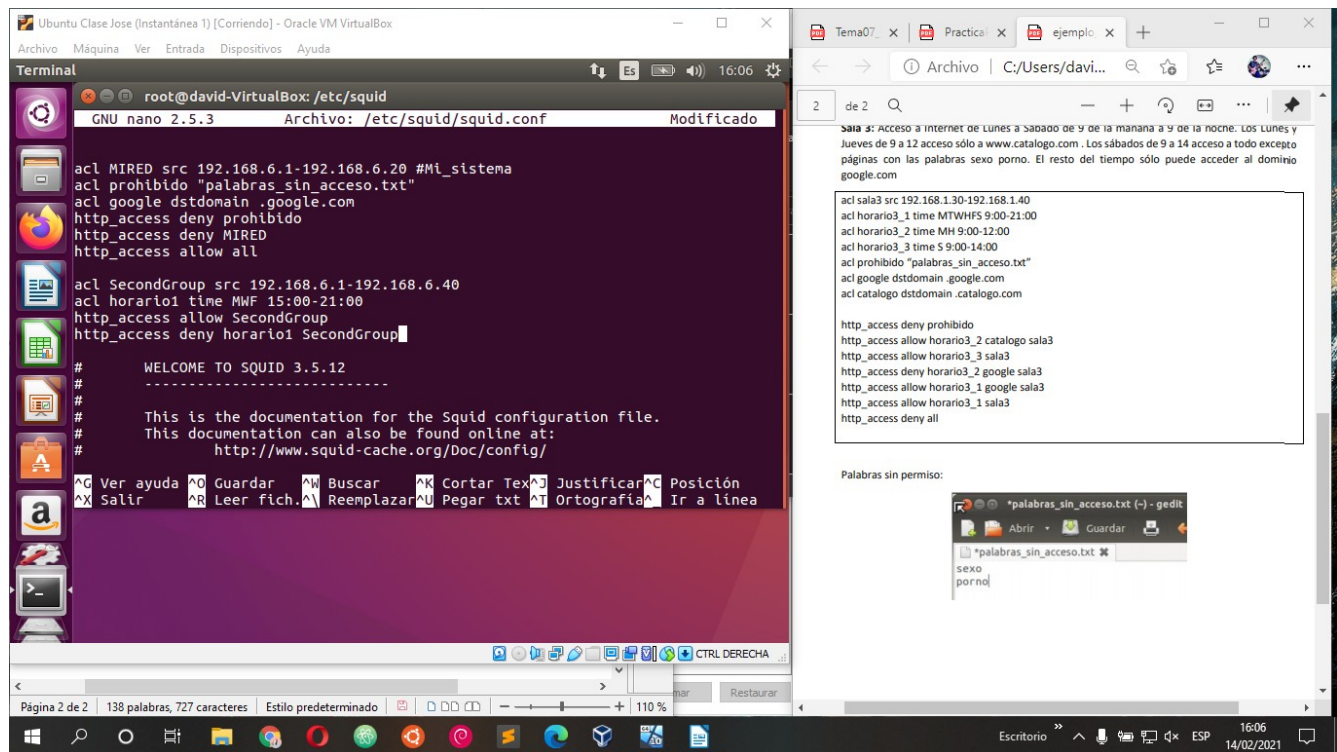 Ubuntu Clase Jose (Instantánea 1) [Corriendo] - Oracle VM VirtualBox
Archivo Máquina Ver Entrada Dispositivos Ayuda
Terminal
Es
16:06
root@david-VirtualBox: /etc/squid
GNU nano 2.5.3 Archivo: /etc/squid/squid.conf Modificado
acl MIRED src 192.168.6.1-192.168.6.20 #Mi_sistema
acl prohibido "palabras_sin_acceso.txt"
acl google dstdomain .google.com
http_access deny prohibido
http_access deny MIRED
http_access allow all
acl SecondGroup src 192.168.6.1-192.168.6.40
acl horario1 time MWF 15:00-21:00
http_access allow SecondGroup
http_access deny horario1 SecondGroup
# WELCOME TO SQUID 3.5.12
# ----------------------------
#
# This is the documentation for the Squid configuration file.
# This documentation can also be found online at:
# http://www.squid-cache.org/Doc/config/
^G Ver ayuda ^O Guardar ^W Buscar ^K Cortar Tex^J Justificar^C Posición
^X Salir ^R Leer fich.^\ Reemplazar^U Pegar txt ^T Ortografía^_ Ir a línea
CTRL DERECHA
Restaurar
Página 2 de 2 138 palabras, 727 caracteres Estilo predeterminado 110 %
Tema07_ Practica ejemplo
Archivo C:/Users/davi...
2 de 2
Sala 3: Acceso a Internet de Lunes a Sábado de 9 de la mañana a 9 de la noche. Los Lunes y
Jueves de 9 a 12 acceso sólo a www.catalogo.com . Los sábados de 9 a 14 acceso a todo excepto
páginas con las palabras sexo porno. El resto del tiempo sólo puede acceder al dominio
google.com
acl sala3 src 192.168.1.30-192.168.1.40
acl horario3_1 time MTWHFS 9:00-21:00
acl horario3_2 time MH 9:00-12:00
acl horario3_3 time S 9:00-14:00
acl prohibido “palabras_sin_acceso.txt”
acl google dstdomain .google.com
acl catalogo dstdomain .catalogo.com
http_access deny prohibido
http_access allow horario3_2 catalogo sala3
http_access allow horario3_3 sala3
http_access deny horario3_2 google sala3
http_access allow horario3_1 google sala3
http_access allow horario3_1 sala3
http_access deny all
Palabras sin permiso:
*palabras_sin_acceso.txt (~) - gedit
Abrir Guardar
*palabras_sin_acceso.txt
sexo
porno
Escritorio
ESP
16:06
14/02/2021